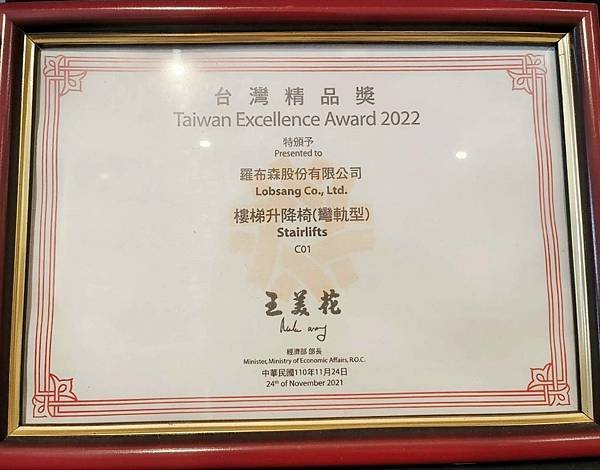 台灣精品獎
Taiwan Excellence Award 2022
特頒予
Presented to
羅布森股份有限公司
Lobsang Co., Ltd.
樓梯升降椅(彎軌型)
Stairlifts
C01
王美花
經濟部 部長
Minister, Ministry of Economic Affairs, R.O.C.
中華民國110年11月24日
24th of November 2021